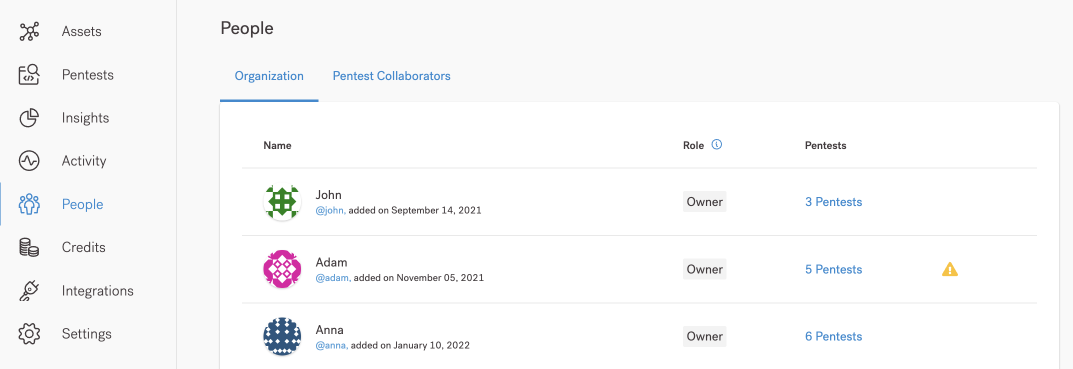 Assets
Pentests
Insights
Activity
People
Credits
Integrations
Settings
People
Organization Pentest Collaborators
Name Role Pentests
John
@john, added on September 14, 2021
Owner
3 Pentests
Adam
@adam, added on November 05, 2021
Owner
5 Pentests
Anna
@anna, added on January 10, 2022
Owner
6 Pentests